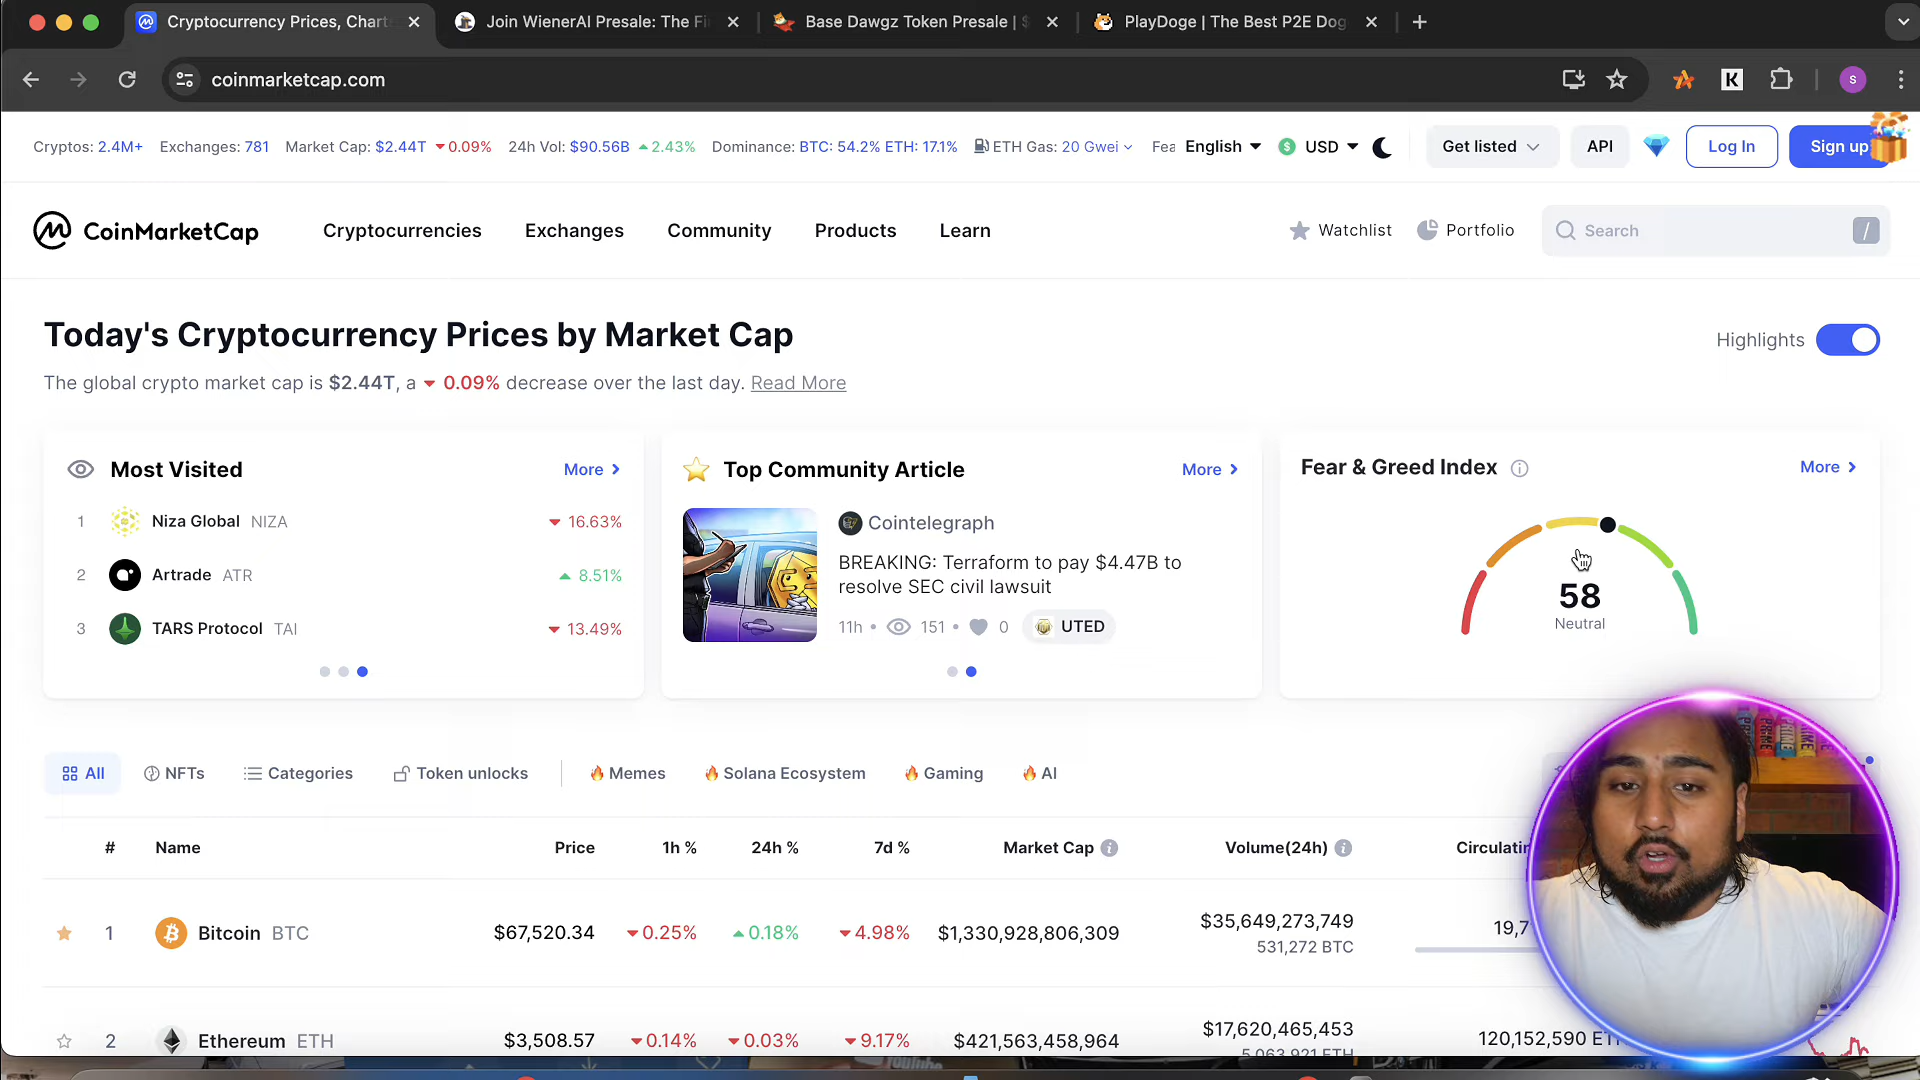 Cryptocurrency Prices, Chart
Join WienerAI Presale: The Fi
Base Dawgz Token Presale | $
PlayDoge | The Best P2E Dog
coinmarketcap.com
K
S
Cryptos: 2.4M+ Exchanges: 781 Market Cap: $2.44T 0.09% 24h Vol: $90.56B 2.43% Dominance: BTC: 54.2% ETH: 17.1% ETH Gas: 20 Gwei Fea English USD Get listed API Log In Sign up
CoinMarketCap
Cryptocurrencies Exchanges Community Products Learn
Watchlist Portfolio Search /
Today's Cryptocurrency Prices by Market Cap
Highlights
The global crypto market cap is $2.44T, a 0.09% decrease over the last day. Read More
Most Visited More
1 Niza Global NIZA 16.63%
2 Artrade ATR 8.51%
3 TARS Protocol TAI 13.49%
Top Community Article More
Cointelegraph
BREAKING: Terraform to pay $4.47B to
resolve SEC civil lawsuit
11h • 151 • 0 UTED
Fear & Greed Index More
58
Neutral
All NFTs Categories Token unlocks Memes Solana Ecosystem Gaming AI
# Name Price 1h % 24h % 7d % Market Cap Volume(24h) Circulatin
1 Bitcoin BTC $67,520.34 0.25% 0.18% 4.98% $1,330,928,806,309 $35,649,273,749 19,7
531,272 BTC
2 Ethereum ETH $3,508.57 0.14% 0.03% 9.17% $421,563,458,964 $17,620,465,453 120,152,590 ET
5,063,921 ETH
PRIME PRIME